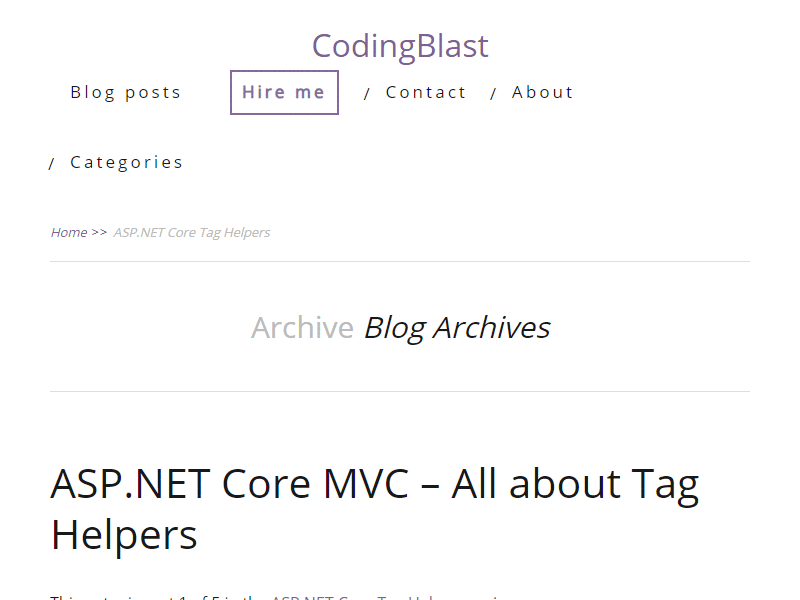 CodingBlast
Blog posts Hire me / Contact / About
/ Categories
Home >> ASP.NET Core Tag Helpers
Archive Blog Archives
ASP.NET Core MVC – All about Tag
Helpers